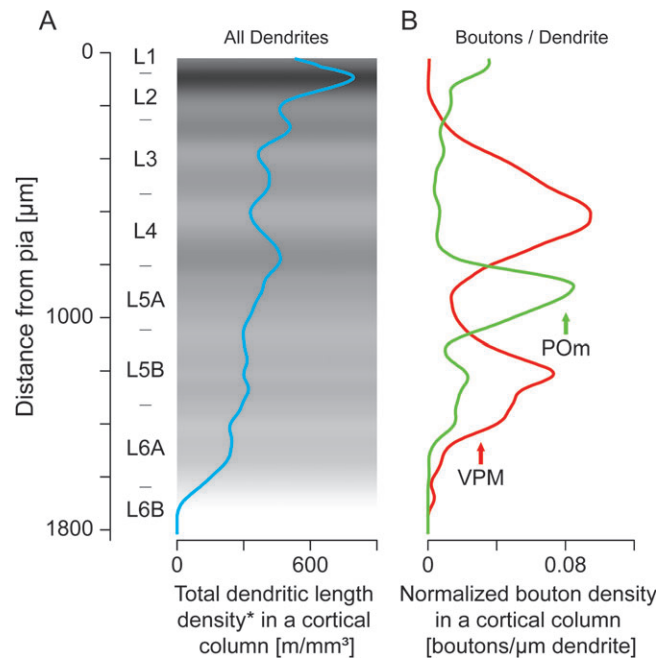 A
B
All Dendrites
Boutons / Dendrite
0
L1
L2
L3
L4
L5A
1000
L5B
L6A
L6B
1800
Distance from pia [µm]
POm
VPM
0
600
0
0.08
Total dendritic length
density* in a cortical
column [m/mm³]
Normalized bouton density
in a cortical column
[boutons/µm dendrite]